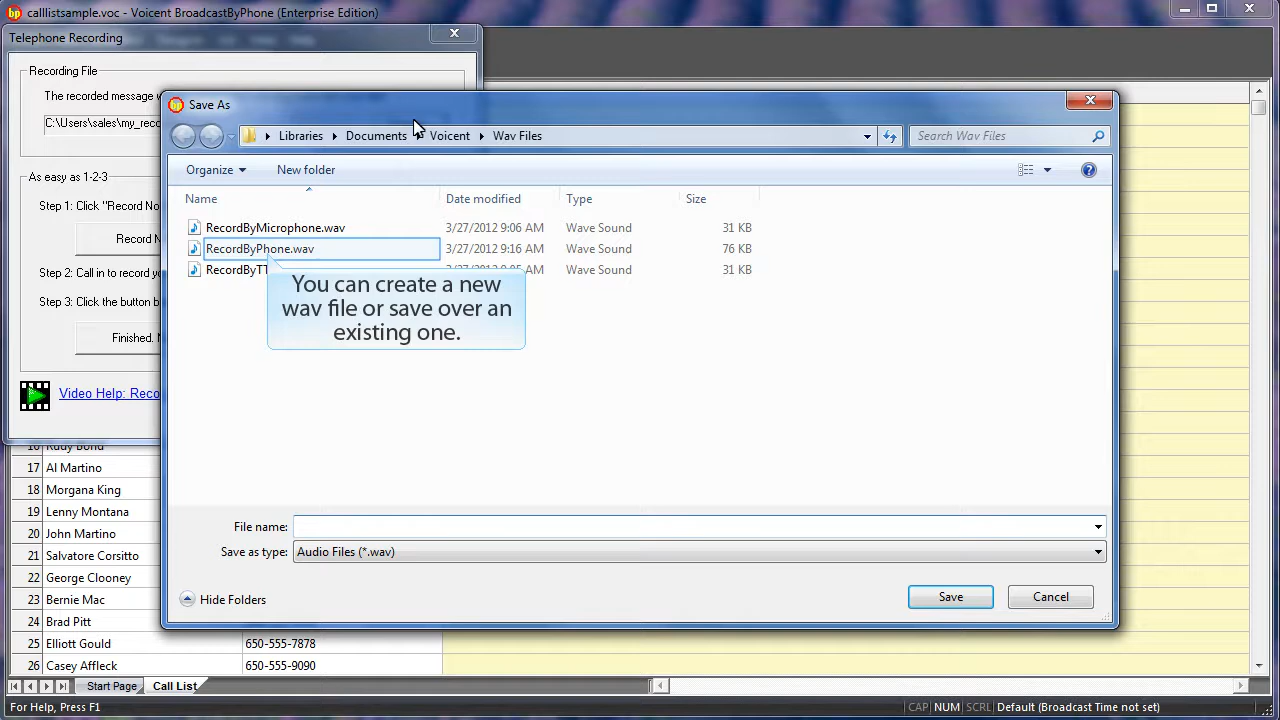 calllistsample.voc - Voicent BroadcastByPhone (Enterprise Edition)
Telephone Recording
Recording File
The recorded message
C:\Users\sales\my_reco
As easy as 1-2-3
Step 1: Click "Record No
Record N
Step 2: Call in to record yo
Step 3: Click the button b
Finished.
Video Help: Reco
Save As
Libraries
Documents
Voicent
Wav Files
Search Wav Files
Organize
New folder
Name
Date modified
Type
Size
RecordByMicrophone.wav 3/27/2012 9:06 AM Wave Sound 31 KB
RecordByPhone.wav 3/27/2012 9:16 AM Wave Sound 76 KB
RecordByTT AM Wave Sound 31 KB
You can create a new
wav file or save over an
existing one.
File name:
Save as type: Audio Files (*.wav)
Hide Folders
Save
Cancel
16 Rudy Bond
17 Al Martino
18 Morgana King
19 Lenny Montana
20 John Martino
21 Salvatore Corsitto
22 George Clooney
23 Bernie Mac
24 Brad Pitt
25 Elliott Gould 650-555-7878
26 Casey Affleck 650-555-9090
Start Page
Call List
For Help, Press F1
CAP NUM SCRL Default (Broadcast Time not set)